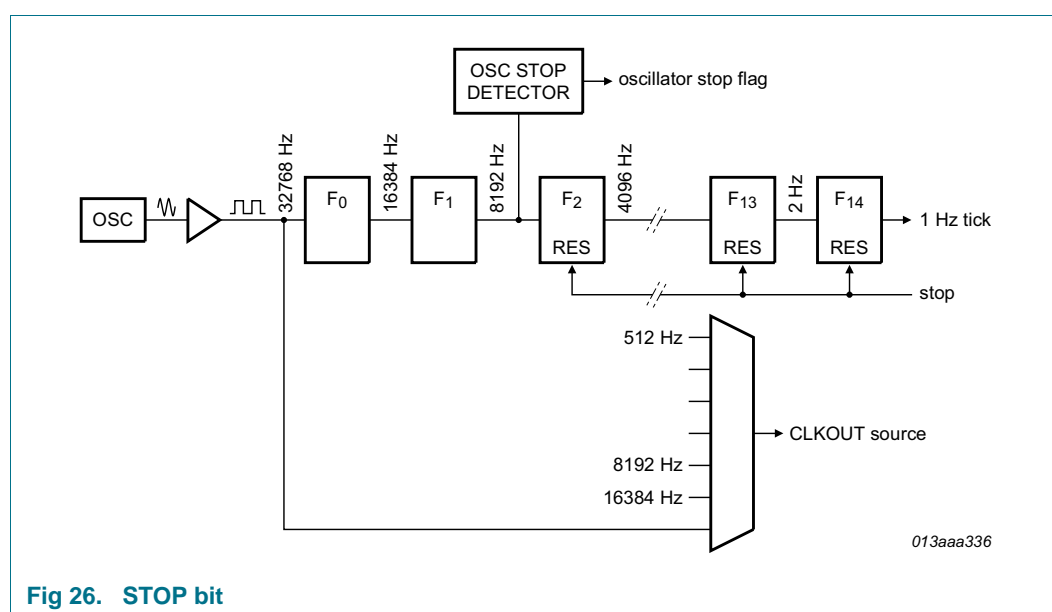 OSC STOP
DETECTOR
oscillator stop flag
32768 Hz
16384 Hz
8192 Hz
4096 Hz
2 Hz
OSC
F0
F1
F2
RES
F13
RES
F14
RES
1 Hz tick
stop
512 Hz
CLKOUT source
8192 Hz
16384 Hz
013aaa336
Fig 26. STOP bit